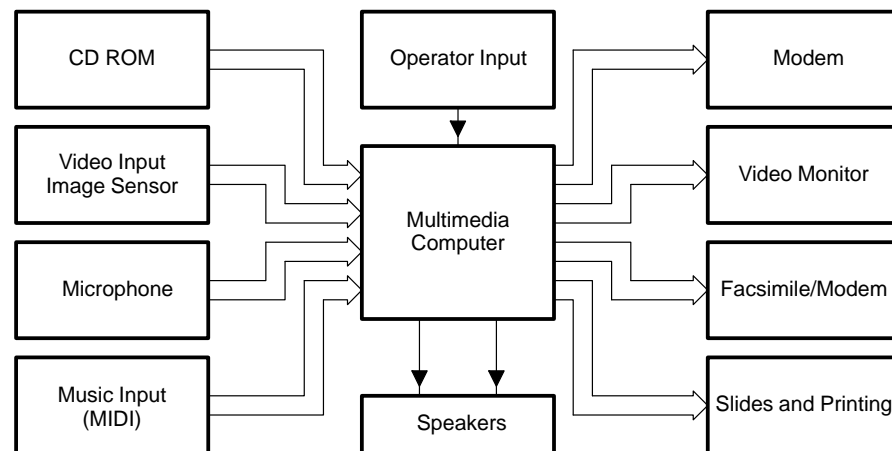 CD ROM
Operator Input
Modem
Video Input
Image Sensor
Video Monitor
Multimedia
Computer
Microphone
Facsimile/Modem
Music Input
(MIDI)
Speakers
Slides and Printing